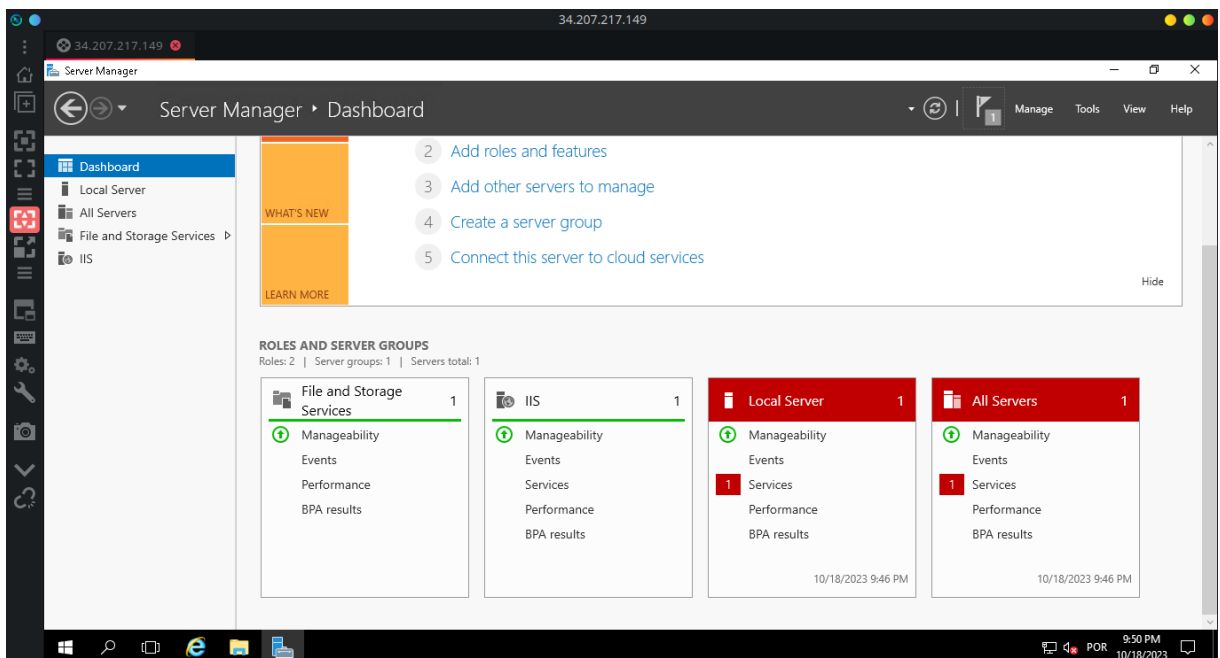 34.207.217.149
34.207.217.149
Server Manager
Server Manager ‣ Dashboard
1
Manage Tools View Help
Dashboard
Local Server
All Servers
File and Storage Services
IIS
WHAT'S NEW
LEARN MORE
2 Add roles and features
3 Add other servers to manage
4 Create a server group
5 Connect this server to cloud services
Hide
ROLES AND SERVER GROUPS
Roles: 2 | Server groups: 1 | Servers total: 1
File and Storage
Services 1
Manageability
Events
Performance
BPA results
IIS 1
Manageability
Events
Services
Performance
BPA results
Local Server 1
Manageability
Events
1 Services
Performance
BPA results
10/18/2023 9:46 PM
All Servers 1
Manageability
Events
1 Services
Performance
BPA results
10/18/2023 9:46 PM
POR
9:50 PM
10/18/2023